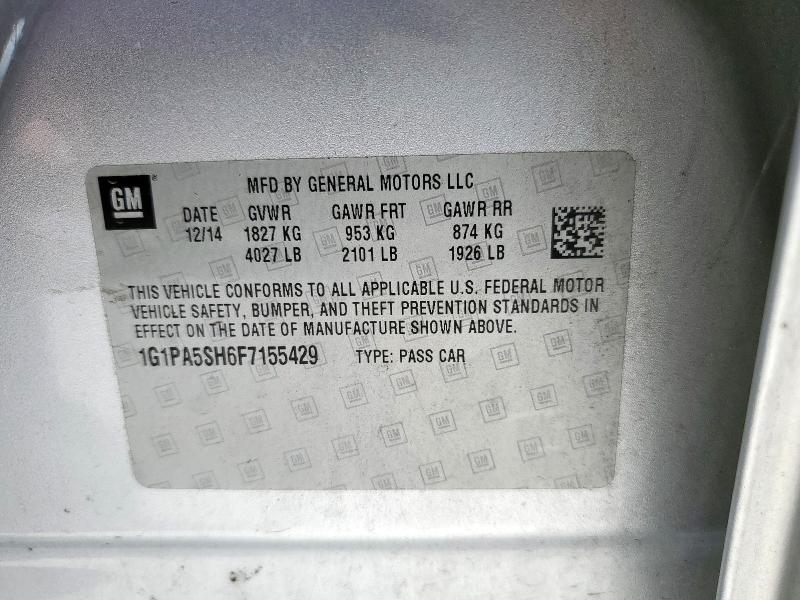 GM
MFD BY GENERAL MOTORS LLC
DATE GVWR GAWR FRT GAWR RR
12/14 1827 KG 953 KG 874 KG
4027 LB 2101 LB 1926 LB
THIS VEHICLE CONFORMS TO ALL APPLICABLE U.S. FEDERAL MOTOR
VEHICLE SAFETY, BUMPER, AND THEFT PREVENTION STANDARDS IN
EFFECT ON THE DATE OF MANUFACTURE SHOWN ABOVE.
1G1PA5SH6F7155429 TYPE: PASS CAR